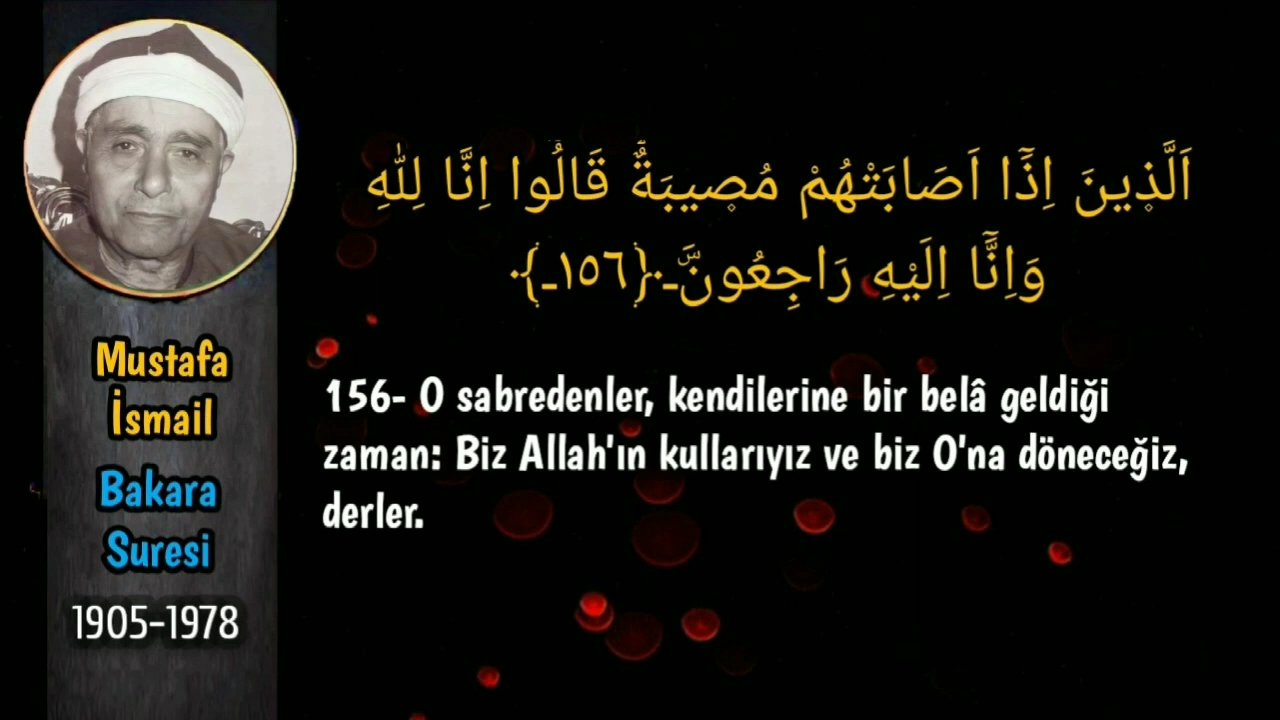 Mustafa
İsmail
Bakara
Suresi
1905-1978
اَلَّذ۪ينَ اِذَٓا اَصَابَتْهُمْ مُص۪يبَةٌۙ قَالُٓوا اِنَّا لِلّٰهِ
وَاِنَّٓا اِلَيْهِ رَاجِعُونَۜ ﴿١٥٦﴾
156- O sabredenler, kendilerine bir belâ geldiği
zaman: Biz Allah'ın kullarıyız ve biz O'na döneceğiz,
derler.